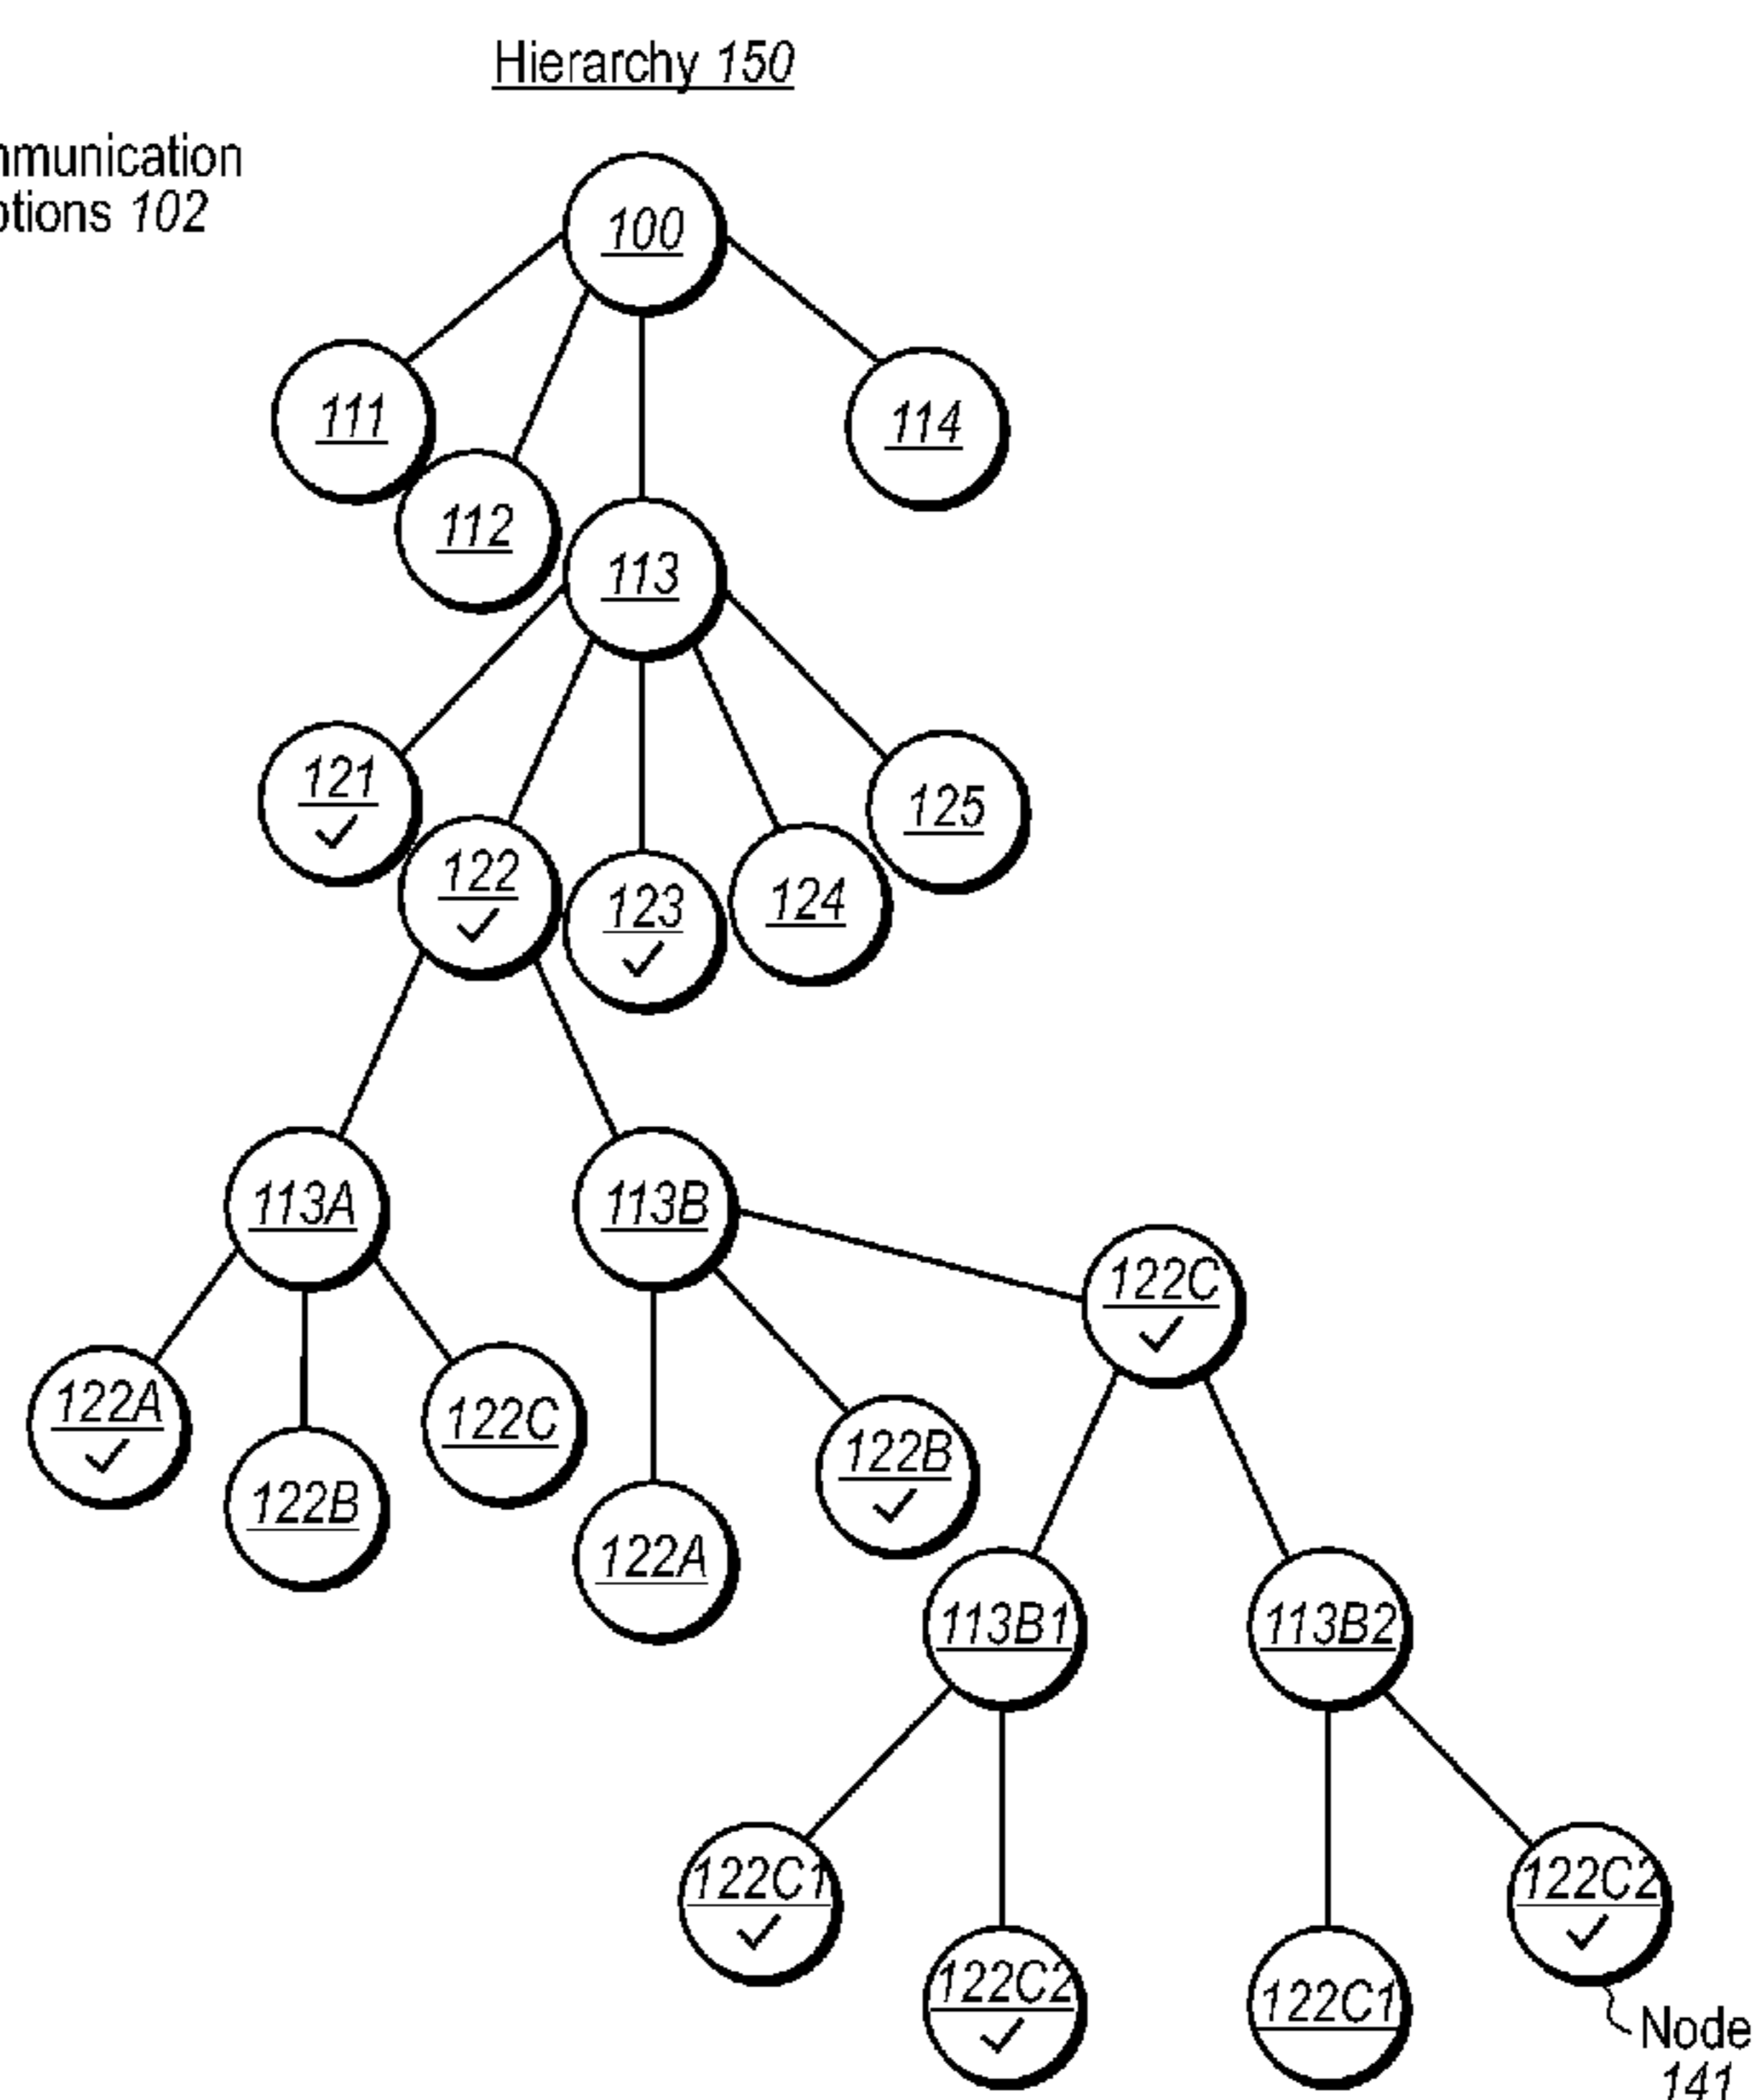 Hierarchy 150
mmunication
ptions 102
100
111
114
112
113
121 ✓
125
122 ✓
123 ✓
124
113A
113B
122C ✓
122A ✓
122C
122B
122B ✓
122A
113B1
113B2
122C1 ✓
122C2 ✓
122C2 ✓
122C1
Node
141